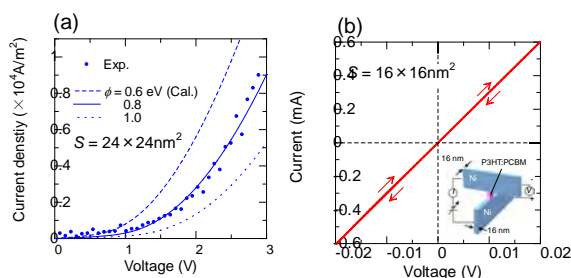 (a)
Current denstiy (×10⁴A/m²)
1
0.8
0.6
0.4
0.2
0
Exp.
ϕ = 0.6 eV (Cal.)
0.8
1.0
S = 24×24nm²
0 1 2 3
Voltage (V)
(b)
Current (mA)
0.6
0.4
0.2
0
0.2
0.4
0.6
S = 16×16nm²
P3HT:PCBM
16 nm
Ni
V
I
Ni
16 nm
-0.02 -0.01 0 0.01 0.02
Voltage (V)